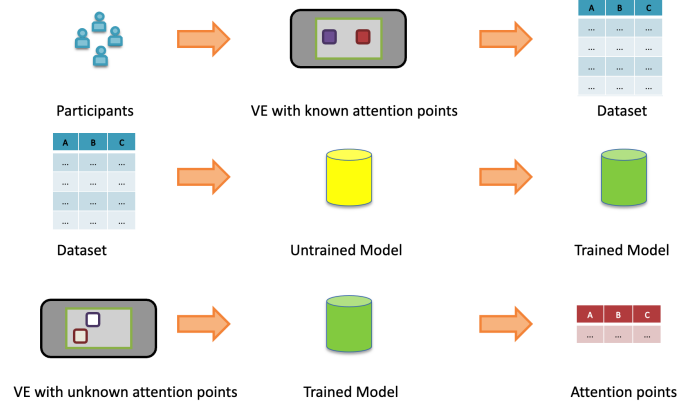 A B C
... ... ...
... ... ...
... ... ...
... ... ...
Participants
VE with known attention points
Dataset
A B C
... ... ...
... ... ...
... ... ...
... ... ...
Dataset
Untrained Model
Trained Model
A B C
... ... ...
VE with unknown attention points
Trained Model
Attention points